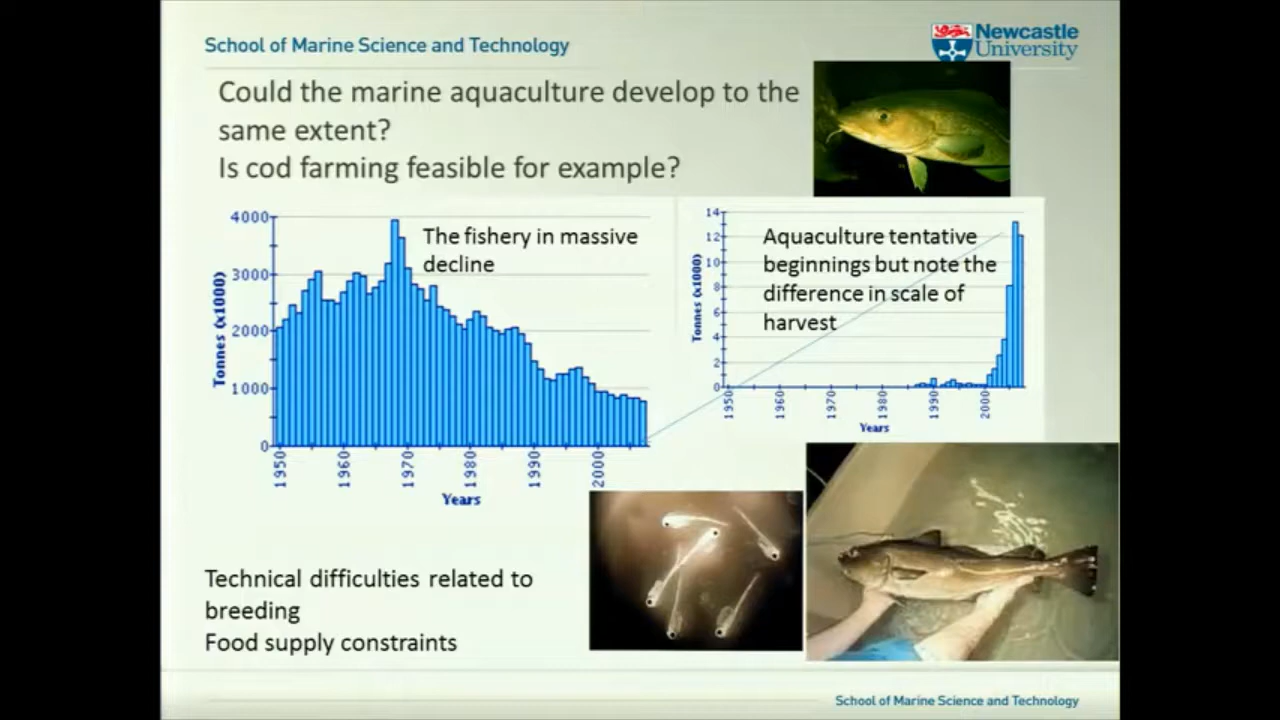 School of Marine Science and Technology
Newcastle
University
Could the marine aquaculture develop to the
same extent?
Is cod farming feasible for example?
4000
3000
2000
1000
0
Tonnes (x1000)
The fishery in massive
decline
1950
1960
1970
1980
1990
2000
Years
14
12
10
8
6
4
2
0
Tonnes (x1000)
Aquaculture tentative
beginnings but note the
difference in scale of
harvest
1950
1960
1970
1980
1990
2000
Years
Technical difficulties related to
breeding
Food supply constraints
School of Marine Science and Technology